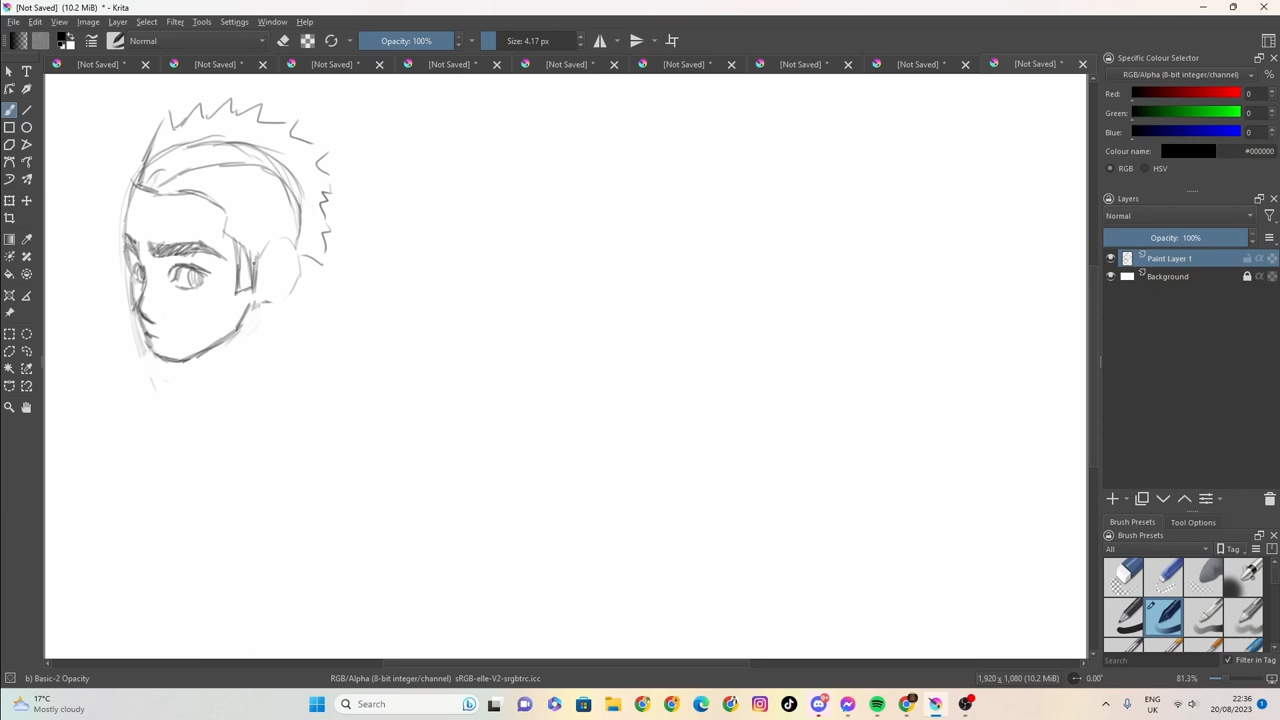 [Not Saved] (10.2 MiB) * - Krita
File Edit View Image Layer Select Filter Tools Settings Window Help
Normal Opacity: 100% Size: 4.17 px
[Not Saved] * [Not Saved] * [Not Saved] * [Not Saved] * [Not Saved] * [Not Saved] * [Not Saved] * [Not Saved] * [Not Saved] *
Specific Colour Selector
RGB/Alpha (8-bit integer/channel) %
Red: 0
Green: 0
Blue: 0
Colour name: #000000
RGB HSV
Layers
Normal
Opacity: 100%
Paint Layer 1
Background
Brush Presets Tool Options
Brush Presets
All Tag
Search Filter in Tag
b) Basic-2 Opacity RGB/Alpha (8-bit integer/channel) sRGB-elle-V2-srgbtrc.icc 1,920 x 1,080 (10.2 MiB) 0.00° 81.3%
17°C
Mostly cloudy
Search
ENG
UK
22:36
20/08/2023